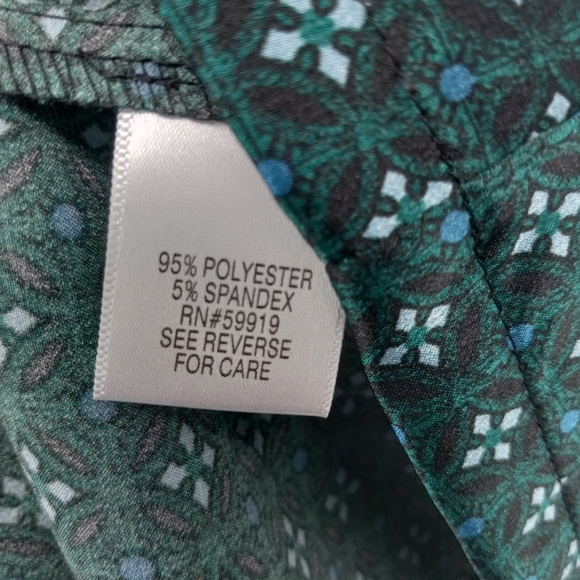 95% POLYESTER
5% SPANDEX
RN#59919
SEE REVERSE
FOR CARE